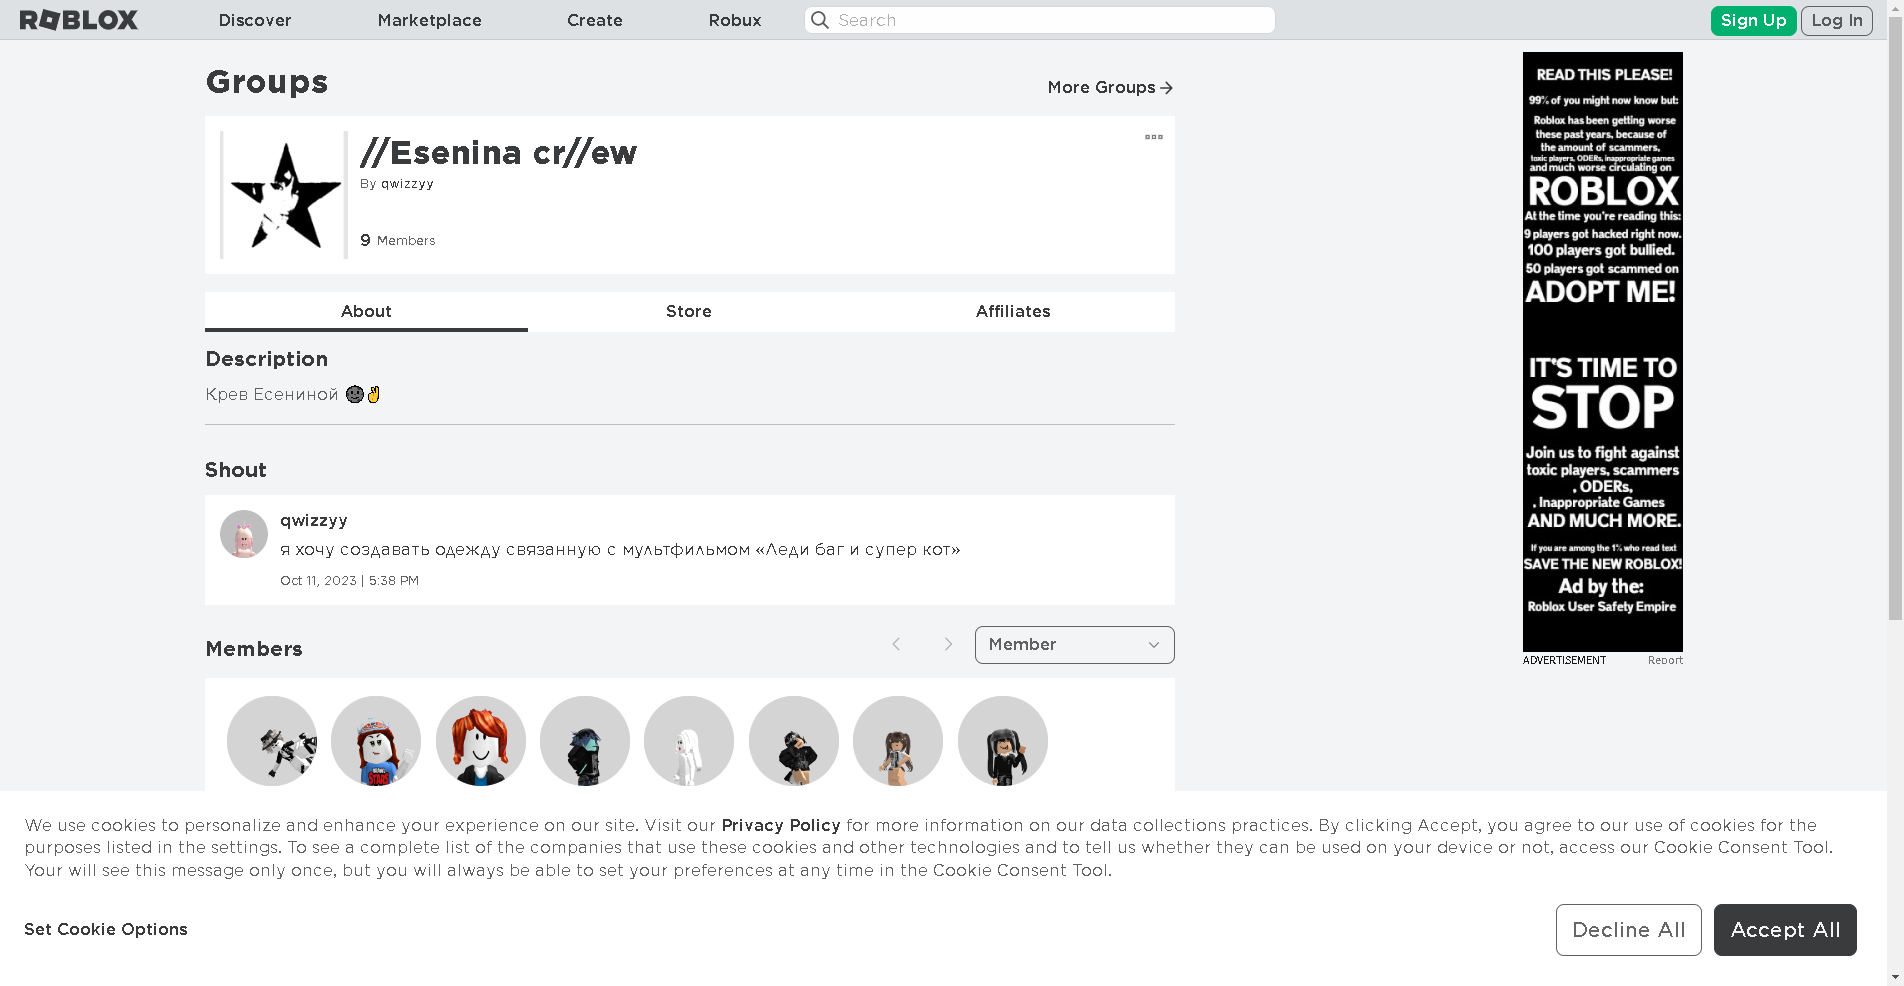 ROBLOX
Discover
Marketplace
Create
Robux
Search
Sign Up
Log In
Groups
More Groups
//Esenina cr//ew
By qwizzyy
9 Members
About
Store
Affiliates
Description
Крев Есениной 🌚✌
Shout
qwizzyy
я хочу создавать одежду связанную с мультфильмом «Леди баг и супер кот»
Oct 11, 2023 | 5:38 PM
Members
Member
READ THIS PLEASE!
99% of you might now know but:
Roblox has been getting worse
these past years, because of
the amount of scammers,
toxic players, ODERs, inappropriate games
and much worse circulating on
ROBLOX
At the time you're reading this:
9 players got hacked right now.
100 players got bullied.
50 players got scammed on
ADOPT ME!
IT'S TIME TO
STOP
Join us to fight against
toxic players, scammers
, ODERs,
, Inappropriate Games
AND MUCH MORE.
If you are among the 1% who read text
SAVE THE NEW ROBLOX!
Ad by the:
Roblox User Safety Empire
ADVERTISEMENT
Report
We use cookies to personalize and enhance your experience on our site. Visit our Privacy Policy for more information on our data collections practices. By clicking Accept, you agree to our use of cookies for the
purposes listed in the settings. To see a complete list of the companies that use these cookies and other technologies and to tell us whether they can be used on your device or not, access our Cookie Consent Tool.
Your will see this message only once, but you will always be able to set your preferences at any time in the Cookie Consent Tool.
Set Cookie Options
Decline All
Accept All